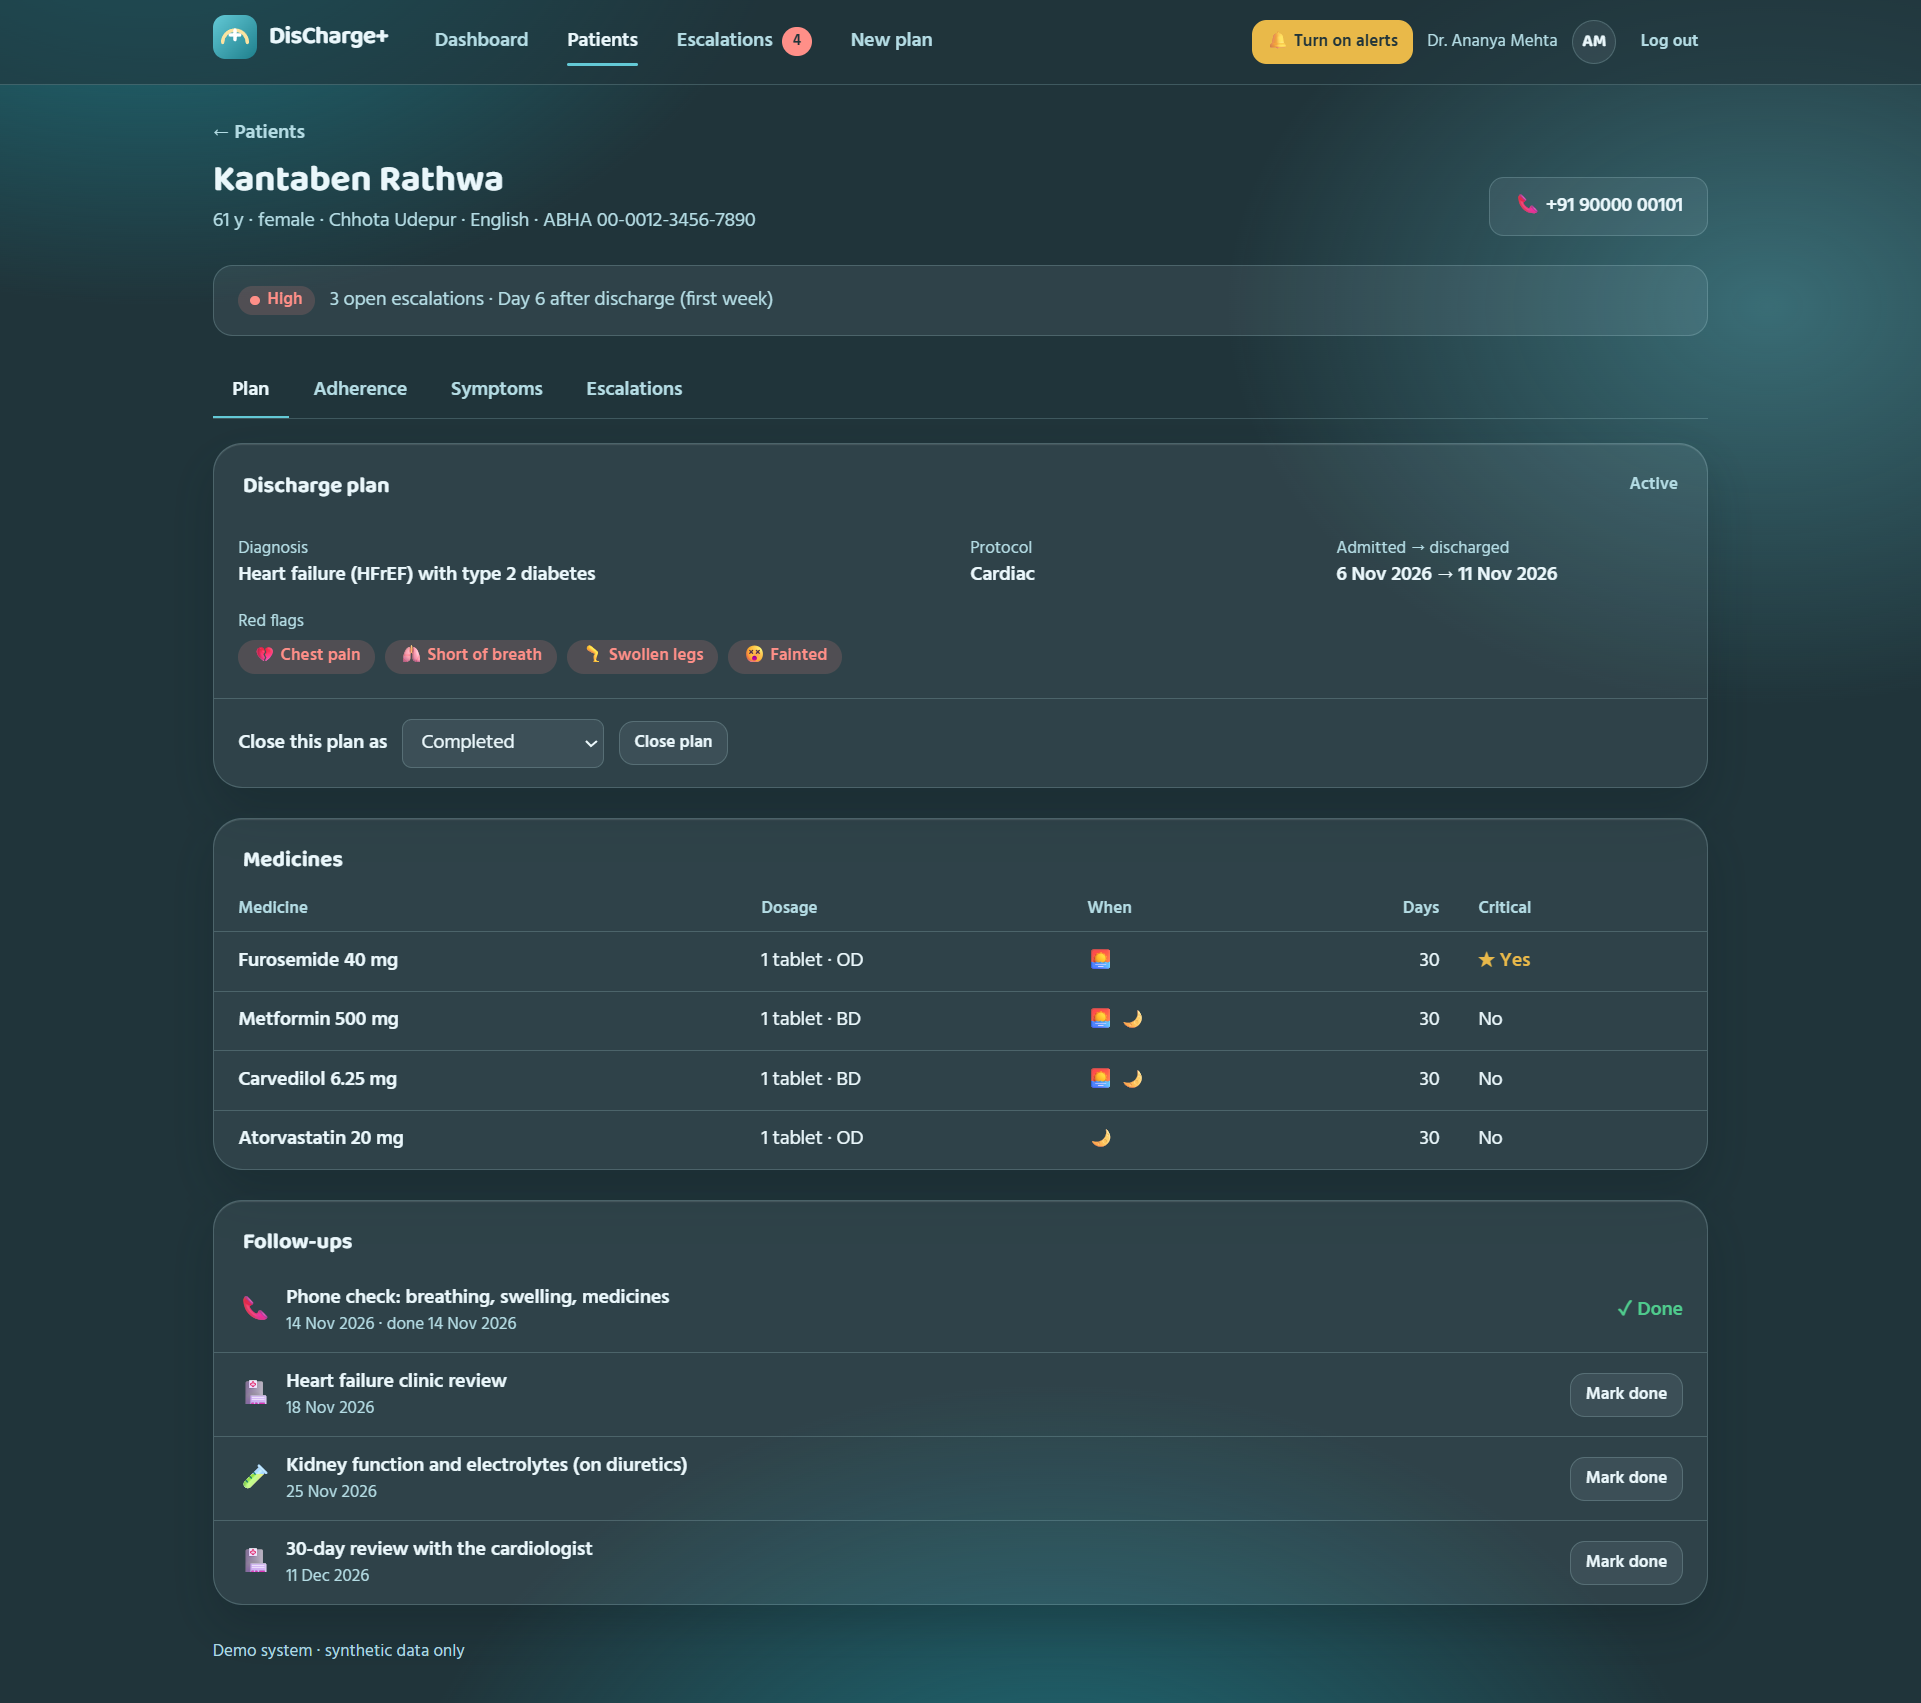 DisCharge+ Dashboard Patients Escalations 4 New plan Turn on alerts Dr. Ananya Mehta AM Log out
← Patients
Kantaben Rathwa
61 y · female · Chhota Udepur · English · ABHA 00-0012-3456-7890
+91 90000 00101
High 3 open escalations · Day 6 after discharge (first week)
Plan Adherence Symptoms Escalations
Discharge plan Active
Diagnosis Protocol Admitted → discharged
Heart failure (HFrEF) with type 2 diabetes Cardiac 6 Nov 2026 → 11 Nov 2026
Red flags
Chest pain Short of breath Swollen legs Fainted
Close this plan as Completed Close plan
Medicines
Medicine Dosage When Days Critical
Furosemide 40 mg 1 tablet · OD 30 ★ Yes
Metformin 500 mg 1 tablet · BD 30 No
Carvedilol 6.25 mg 1 tablet · BD 30 No
Atorvastatin 20 mg 1 tablet · OD 30 No
Follow-ups
Phone check: breathing, swelling, medicines
14 Nov 2026 · done 14 Nov 2026
✓ Done
Heart failure clinic review
18 Nov 2026
Mark done
Kidney function and electrolytes (on diuretics)
25 Nov 2026
Mark done
30-day review with the cardiologist
11 Dec 2026
Mark done
Demo system · synthetic data only